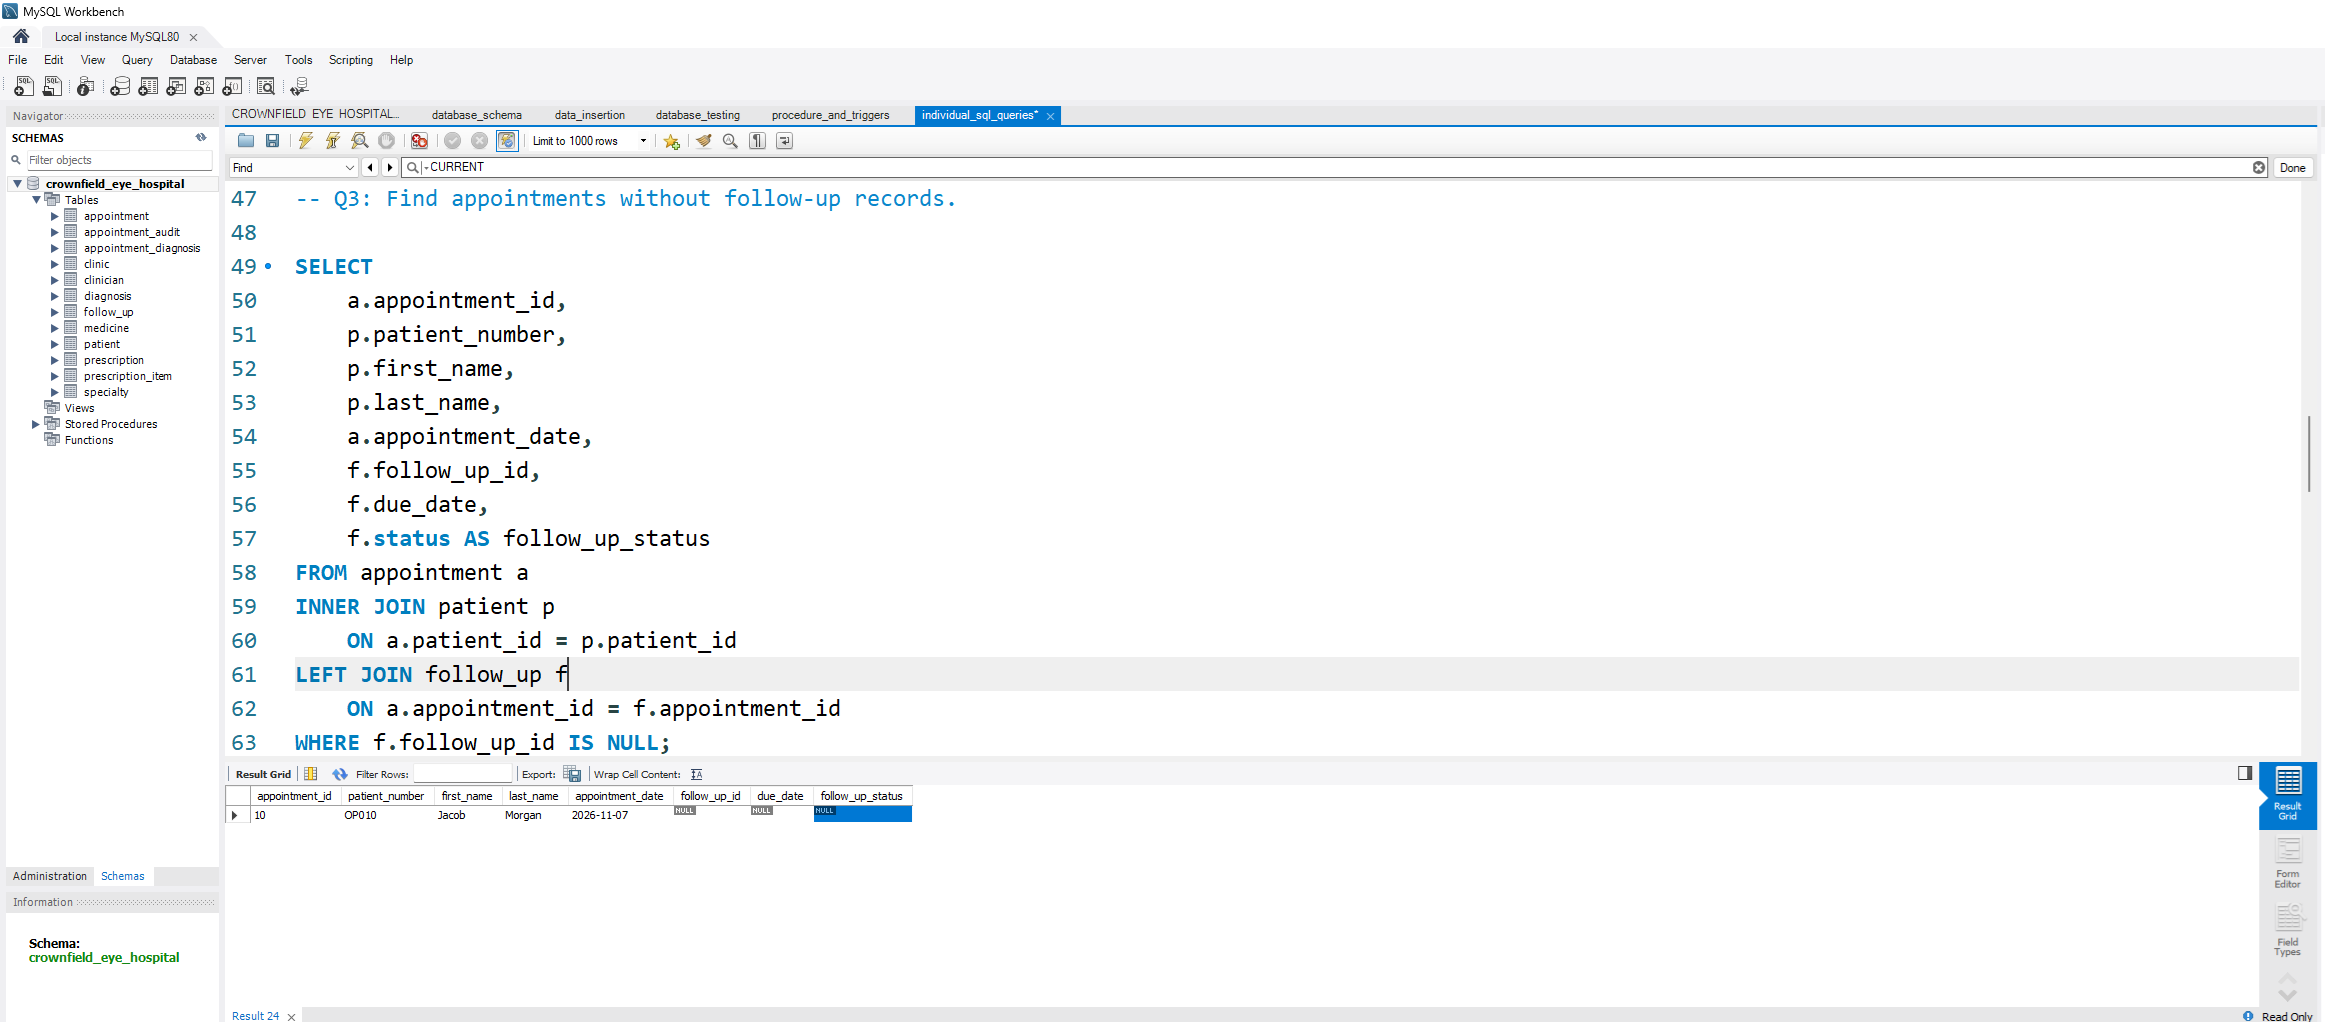 MySQL Workbench
Local instance MySQL80
File Edit View Query Database Server Tools Scripting Help
Navigator
SCHEMAS
Filter objects
crownfield_eye_hospital
Tables
appointment
appointment_audit
appointment_diagnosis
clinic
clinician
diagnosis
follow_up
medicine
patient
prescription
prescription_item
specialty
Views
Stored Procedures
Functions
Administration Schemas
Information
Schema:
crownfield_eye_hospital
CROWNFIELD EYE HOSPITAL... database_schema data_insertion database_testing procedure_and_triggers individual_sql_queries*
Limit to 1000 rows
Find CURRENT Done
47 -- Q3: Find appointments without follow-up records.
48
49 SELECT
50 a.appointment_id,
51 p.patient_number,
52 p.first_name,
53 p.last_name,
54 a.appointment_date,
55 f.follow_up_id,
56 f.due_date,
57 f.status AS follow_up_status
58 FROM appointment a
59 INNER JOIN patient p
60 ON a.patient_id = p.patient_id
61 LEFT JOIN follow_up f
62 ON a.appointment_id = f.appointment_id
63 WHERE f.follow_up_id IS NULL;
Result Grid Filter Rows: Export: Wrap Cell Content:
appointment_id patient_number first_name last_name appointment_date follow_up_id due_date follow_up_status
10 OP010 Jacob Morgan 2026-11-07 NULL NULL NULL
Result
Grid
Form
Editor
Field
Types
Result 24
Read Only